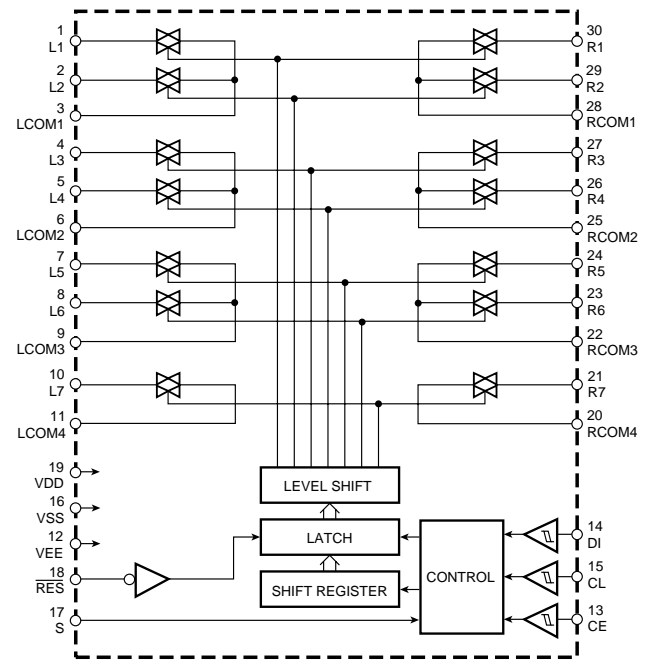 1
L1
2
L2
3
LCOM1
4
L3
5
L4
6
LCOM2
7
L5
8
L6
9
LCOM3
10
L7
11
LCOM4
19
VDD
16
VSS
12
VEE
18
RES
17
S
30
R1
29
R2
28
RCOM1
27
R3
26
R4
25
RCOM2
24
R5
23
R6
22
RCOM3
21
R7
20
RCOM4
14
DI
15
CL
13
CE
LEVEL SHIFT
LATCH
SHIFT REGISTER
CONTROL